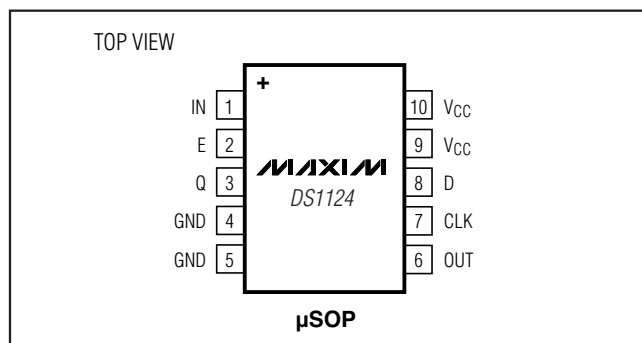 TOP VIEW
+
IN 1
10 VCC
E 2
9 VCC
MAXIM
Q 3
8 D
DS1124
GND 4
7 CLK
GND 5
6 OUT
µSOP